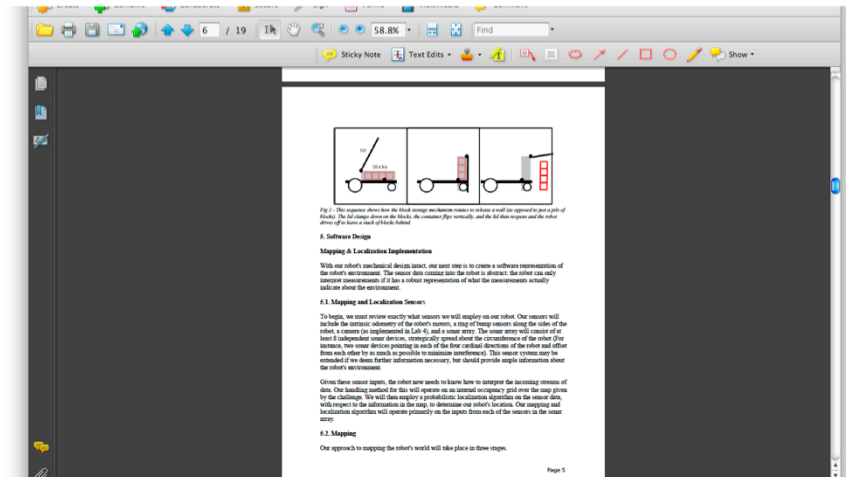 Create Combine Collaborate Secure Sign Forms Multimedia Comment
6 / 19 58.8% Find
Sticky Note Text Edits Show
lid
blocks
Fig 2 - This sequence shows how the block storage mechanism rotates to release a wall (as opposed to just a pile of
blocks). The lid clamps down on the blocks, the container flips vertically, and the lid then reopens and the robot
drives off to leave a stack of blocks behind.
6. Software Design
Mapping & Localization Implementation
With our robot's mechanical design intact, our next step is to create a software representation of
the robot's environment. The sensor data coming into the robot is abstract: the robot can only
interpret measurements if it has a robust representation of what the measurements actually
indicate about the environment.
6.1. Mapping and Localization Sensors
To begin, we must review exactly what sensors we will employ on our robot. Our sensors will
include the intrinsic odometry of the robot's motors, a ring of bump sensors along the sides of the
robot, a camera (as implemented in Lab 4), and a sonar array. The sonar array will consist of at
least 8 independent sonar devices, strategically spread about the circumference of the robot (For
instance, two sonar devices pointing in each of the four cardinal directions of the robot and offset
from each other by as much as possible to minimize interference). This sensor system may be
extended if we deem further information necessary, but should provide ample information about
the robot's environment.
Given these sensor inputs, the robot now needs to know how to interpret the incoming streams of
data. Our handling method for this will operate on an internal occupancy grid over the map given
by the challenge. We will then employ a probabilistic localization algorithm on the sensor data,
with respect to the information in the map, to determine our robot's location. Our mapping and
localization algorithm will operate primarily on the inputs from each of the sensors in the sonar
array.
6.2. Mapping
Our approach to mapping the robot's world will take place in three stages.
Page 5